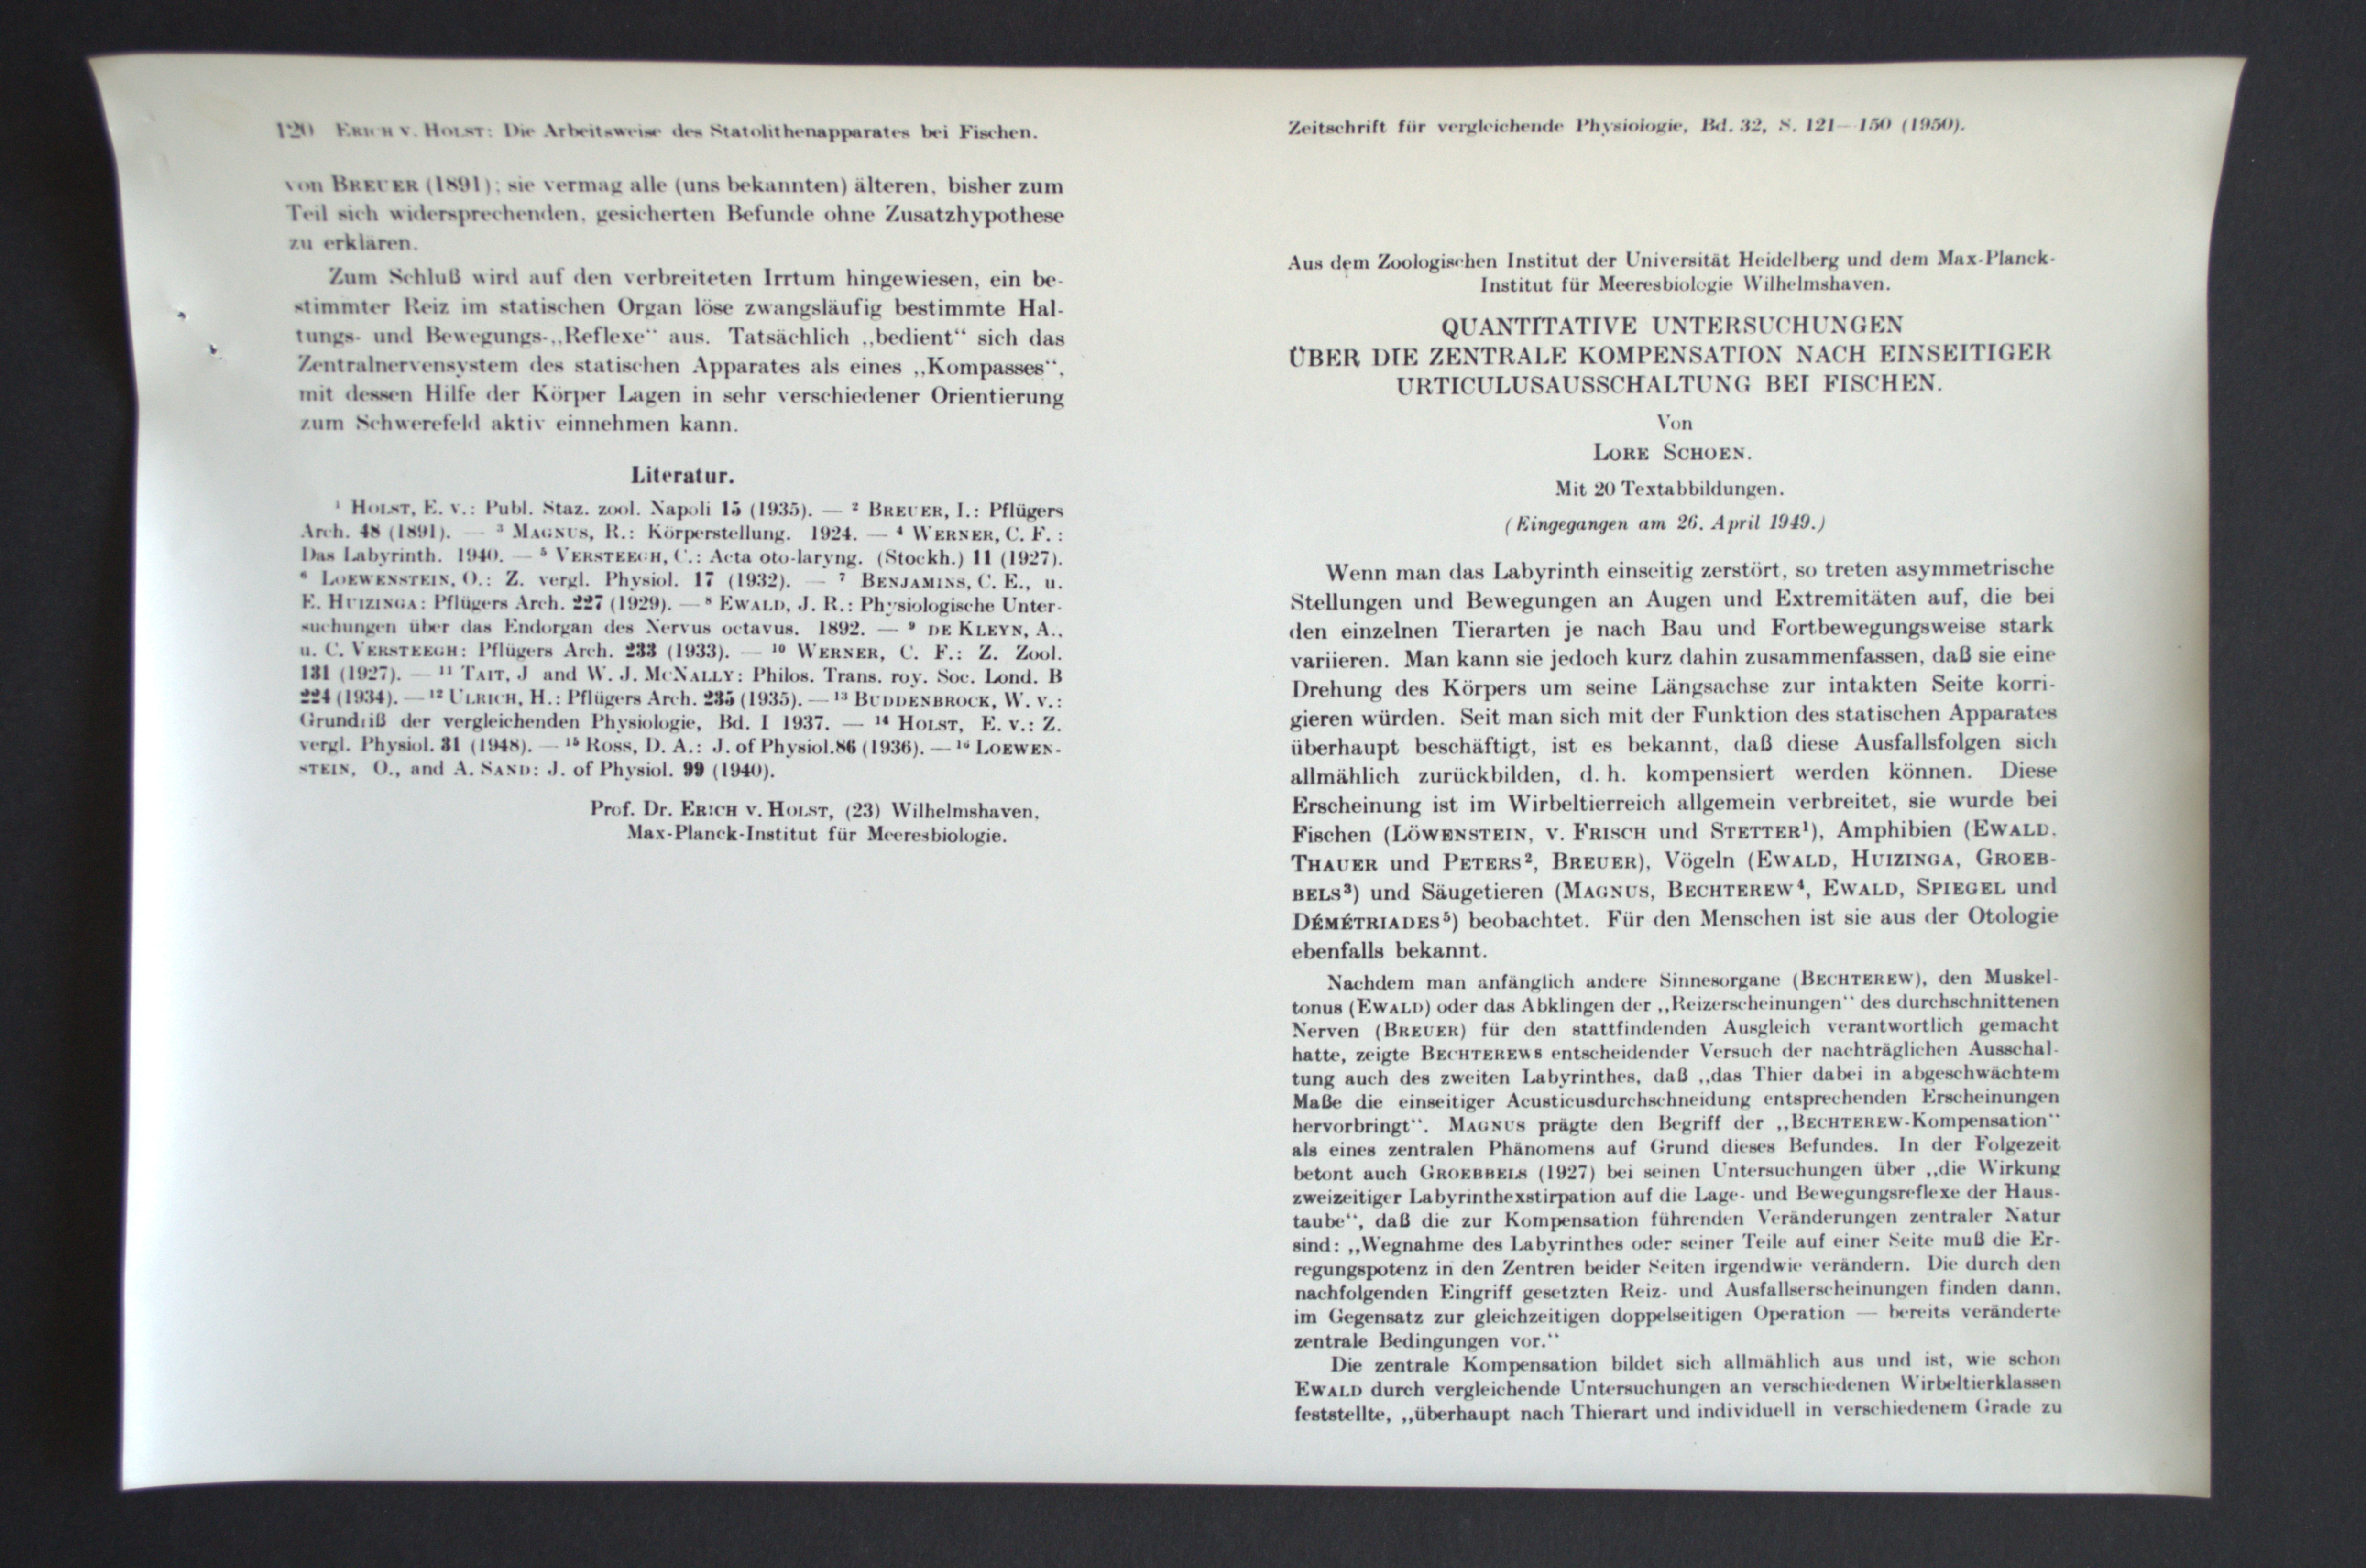 120 ERICH V. HOLST: Die Arbeitsweise des Statolithenapparates bei Fischen.
von BREUER (1891); sie vermag alle (uns bekannten) älteren, bisher zum
Teil sich widersprechenden, gesicherten Befunde ohne Zusatzhypothese
zu erklären.
Zum Schluß wird auf den verbreiteten Irrtum hingewiesen, ein be-
stimmter Reiz im statischen Organ löse zwangsläufig bestimmte Hal-
tungs- und Bewegungs-„Reflexe“ aus. Tatsächlich „bedient“ sich das
Zentralnervensystem des statischen Apparates als eines „Kompasses“,
mit dessen Hilfe der Körper Lagen in sehr verschiedener Orientierung
zum Schwerefeld aktiv einnehmen kann.
Literatur.
¹ HOLST, E. V.: Publ. Staz. zool. Napoli 15 (1935). — ² BREUER, I.: Pflügers
Arch. 48 (1891). — ³ MAGNUS, R.: Körperstellung. 1924. — ⁴ WERNER, C. F.:
Das Labyrinth. 1940. — ⁵ VERSTEEGH, C.: Acta oto-laryng. (Stockh.) 11 (1927).
⁶ LOEWENSTEIN, O.: Z. vergl. Physiol. 17 (1932). — ⁷ BENJAMINS, C. E., u.
E. HUIZINGA: Pflügers Arch. 227 (1929). — ⁸ EWALD, J. R.: Physiologische Unter-
suchungen über das Endorgan des Nervus octavus. 1892. — ⁹ DE KLEYN, A.,
u. C. VERSTEEGH: Pflügers Arch. 233 (1933). — ¹⁰ WERNER, C. F.: Z. Zool.
131 (1927). — ¹¹ TAIT, J and W. J. MCNALLY: Philos. Trans. roy. Soc. Lond. B
224 (1934). — ¹² ULRICH, H.: Pflügers Arch. 235 (1935). — ¹³ BUDDENBROCK, W. V.:
Grundriß der vergleichenden Physiologie, Bd. I 1937. — ¹⁴ HOLST, E. V.: Z.
vergl. Physiol. 31 (1948). — ¹⁵ ROSS, D. A.: J. of Physiol.86 (1936). — ¹⁶ LOEWEN-
STEIN, O., and A. SAND: J. of Physiol. 99 (1940).
Prof. Dr. ERICH V. HOLST, (23) Wilhelmshaven,
Max-Planck-Institut für Meeresbiologie.
Zeitschrift für vergleichende Physiologie, Bd. 32, S. 121—150 (1950).
Aus dem Zoologischen Institut der Universität Heidelberg und dem Max-Planck-
Institut für Meeresbiologie Wilhelmshaven.
QUANTITATIVE UNTERSUCHUNGEN
ÜBER DIE ZENTRALE KOMPENSATION NACH EINSEITIGER
URTICULUSAUSSCHALTUNG BEI FISCHEN.
Von
LORE SCHOEN.
Mit 20 Textabbildungen.
(Eingegangen am 26. April 1949.)
Wenn man das Labyrinth einseitig zerstört, so treten asymmetrische
Stellungen und Bewegungen an Augen und Extremitäten auf, die bei
den einzelnen Tierarten je nach Bau und Fortbewegungsweise stark
variieren. Man kann sie jedoch kurz dahin zusammenfassen, daß sie eine
Drehung des Körpers um seine Längsachse zur intakten Seite korri-
gieren würden. Seit man sich mit der Funktion des statischen Apparates
überhaupt beschäftigt, ist es bekannt, daß diese Ausfallsfolgen sich
allmählich zurückbilden, d. h. kompensiert werden können. Diese
Erscheinung ist im Wirbeltierreich allgemein verbreitet, sie wurde bei
Fischen (LÖWENSTEIN, V. FRISCH und STETTER¹), Amphibien (EWALD,
THAUER und PETERS², BREUER), Vögeln (EWALD, HUIZINGA, GROEB-
BELS³) und Säugetieren (MAGNUS, BECHTEREW⁴, EWALD, SPIEGEL und
DÉMÉTRIADES⁵) beobachtet. Für den Menschen ist sie aus der Otologie
ebenfalls bekannt.
Nachdem man anfänglich andere Sinnesorgane (BECHTEREW), den Muskel-
tonus (EWALD) oder das Abklingen der „Reizerscheinungen“ des durchschnittenen
Nerven (BREUER) für den stattfindenden Ausgleich verantwortlich gemacht
hatte, zeigte BECHTEREWS entscheidender Versuch der nachträglichen Ausschal-
tung auch des zweiten Labyrinthes, daß „das Thier dabei in abgeschwächtem
Maße die einseitiger Acusticusdurchschneidung entsprechenden Erscheinungen
hervorbringt“. MAGNUS prägte den Begriff der „BECHTEREW-Kompensation“
als eines zentralen Phänomens auf Grund dieses Befundes. In der Folgezeit
betont auch GROEBBELS (1927) bei seinen Untersuchungen über „die Wirkung
zweizeitiger Labyrinthexstirpation auf die Lage- und Bewegungsreflexe der Haus-
taube“, daß die zur Kompensation führenden Veränderungen zentraler Natur
sind: „Wegnahme des Labyrinthes oder seiner Teile auf einer Seite muß die Er-
regungspotenz in den Zentren beider Seiten irgendwie verändern. Die durch den
nachfolgenden Eingriff gesetzten Reiz- und Ausfallserscheinungen finden dann,
im Gegensatz zur gleichzeitigen doppelseitigen Operation — bereits veränderte
zentrale Bedingungen vor.“
Die zentrale Kompensation bildet sich allmählich aus und ist, wie schon
EWALD durch vergleichende Untersuchungen an verschiedenen Wirbeltierklassen
feststellte, „überhaupt nach Thierart und individuell in verschiedenem Grade zu